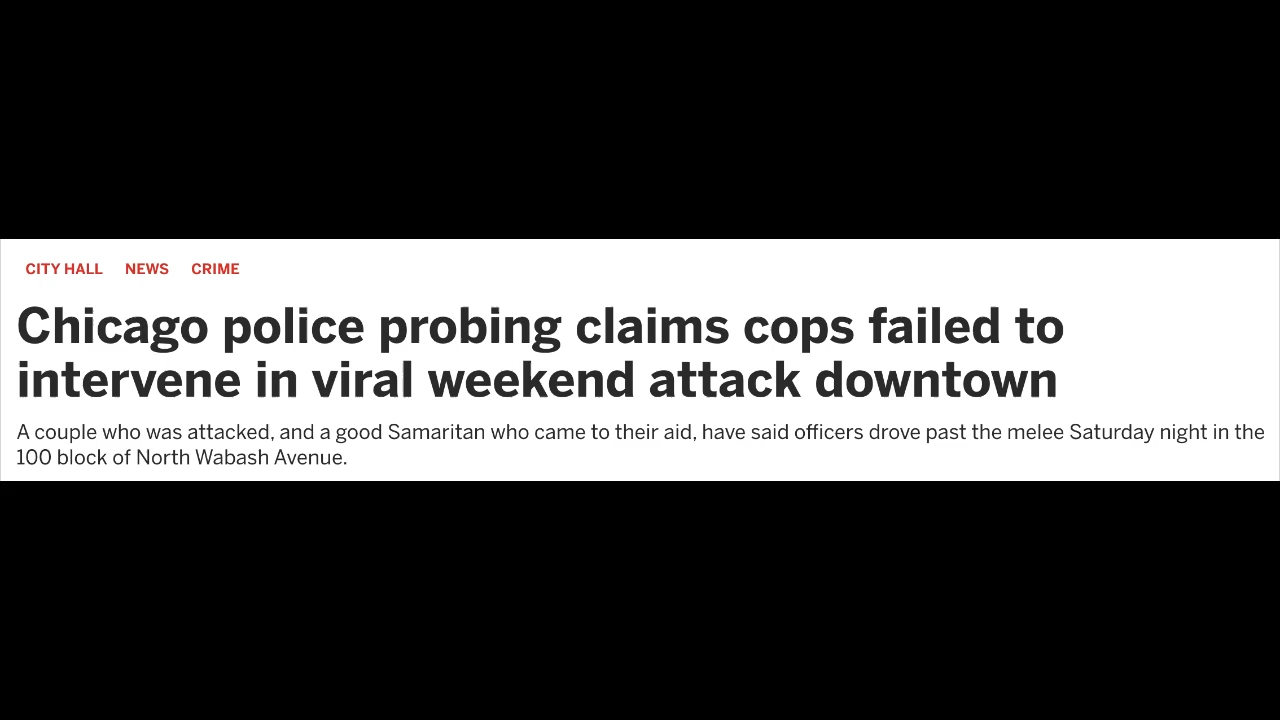 CITY HALL NEWS CRIME
Chicago police probing claims cops failed to
intervene in viral weekend attack downtown
A couple who was attacked, and a good Samaritan who came to their aid, have said officers drove past the melee Saturday night in the
100 block of North Wabash Avenue.